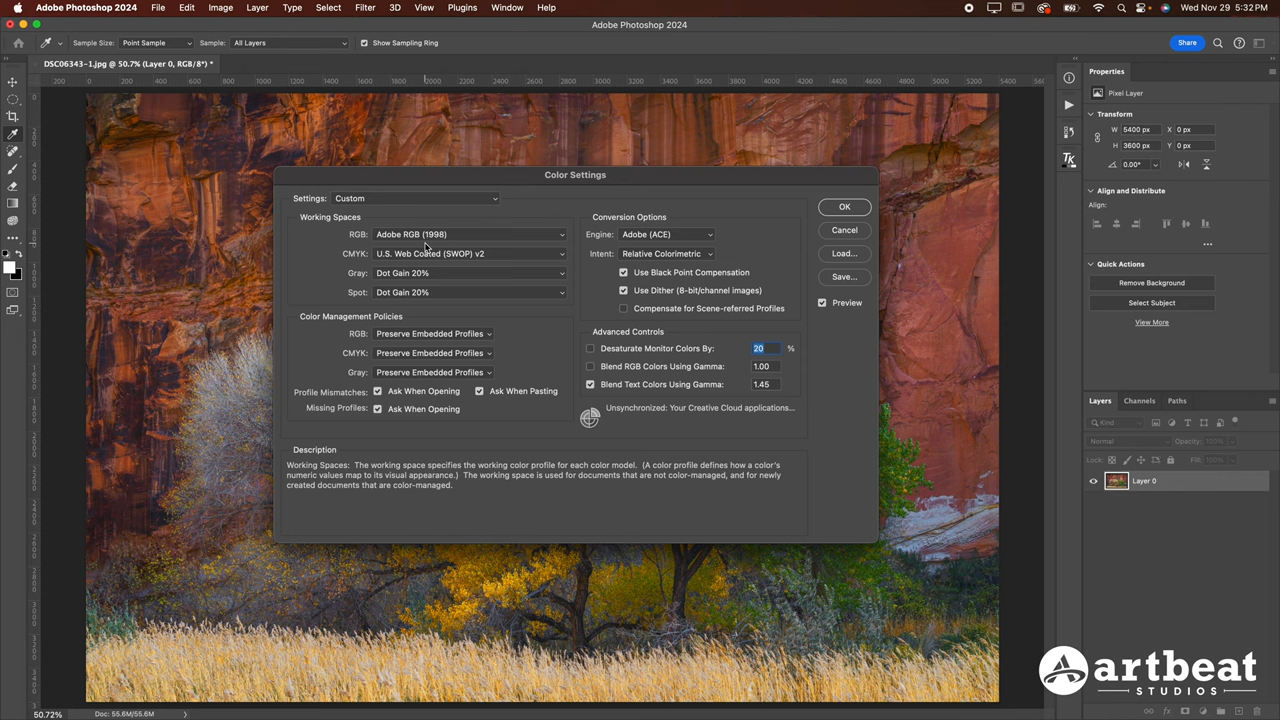 Adobe Photoshop 2024 File Edit Image Layer Type Select Filter 3D View Plugins Window Help Wed Nov 29 5:32 PM
Adobe Photoshop 2024
Sample Size: Point Sample Sample: All Layers Show Sampling Ring Share
DSC06343-1.jpg @ 50.7% (Layer 0, RGB/8*) *
Properties
Pixel Layer
Transform
W 5400 px X 0 px
H 3600 px Y 0 px
0.00°
Align and Distribute
Align:
Quick Actions
Remove Background
Select Subject
View More
Color Settings
Settings: Custom
Working Spaces
RGB: Adobe RGB (1998)
CMYK: U.S. Web Coated (SWOP) v2
Gray: Dot Gain 20%
Spot: Dot Gain 20%
Color Management Policies
RGB: Preserve Embedded Profiles
CMYK: Preserve Embedded Profiles
Gray: Preserve Embedded Profiles
Profile Mismatches: Ask When Opening Ask When Pasting
Missing Profiles: Ask When Opening
Conversion Options
Engine: Adobe (ACE)
Intent: Relative Colorimetric
Use Black Point Compensation
Use Dither (8-bit/channel images)
Compensate for Scene-referred Profiles
Advanced Controls
Desaturate Monitor Colors By: 20 %
Blend RGB Colors Using Gamma: 1.00
Blend Text Colors Using Gamma: 1.45
Unsynchronized: Your Creative Cloud applications...
OK
Cancel
Load...
Save...
Preview
Description
Working Spaces: The working space specifies the working color profile for each color model. (A color profile defines how a color's
numeric values map to its visual appearance.) The working space is used for documents that are not color-managed, and for newly
created documents that are color-managed.
Layers Channels Paths
Kind
Normal Opacity: 100%
Lock: Fill: 100%
Layer 0
artbeat
STUDIOS
50.72% Doc: 55.6M/55.6M